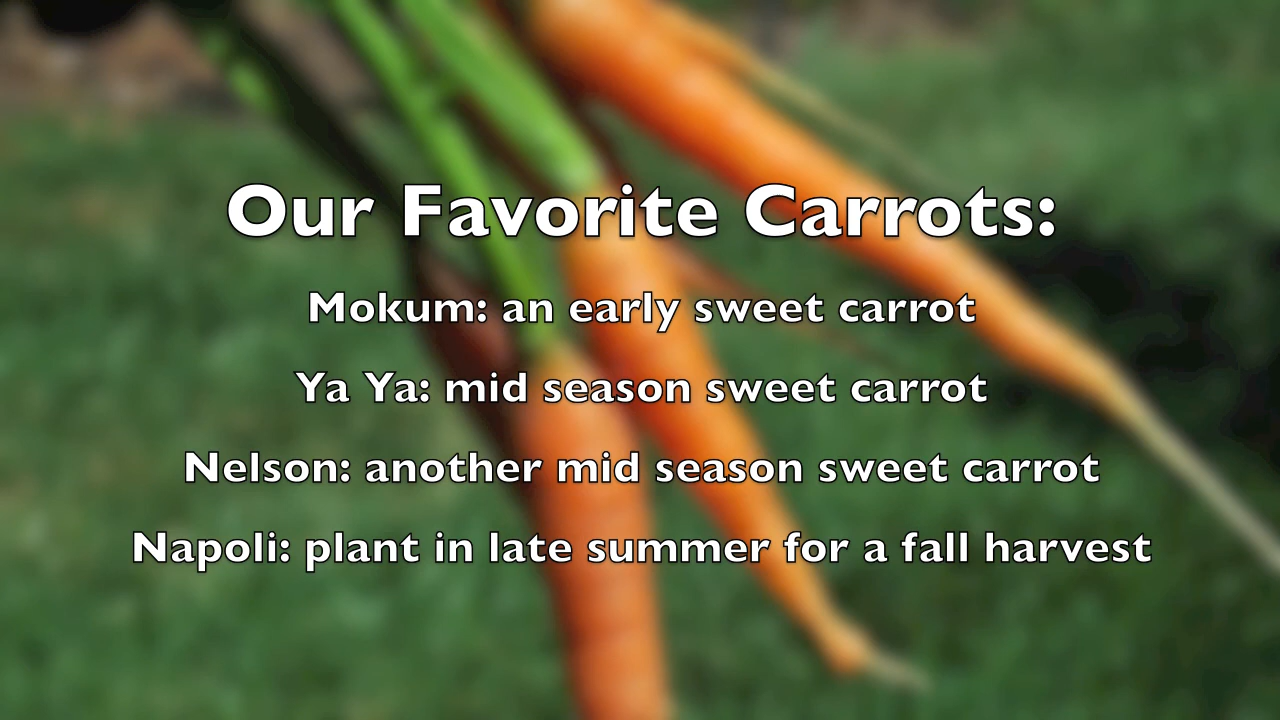 Our Favorite Carrots:
Mokum: an early sweet carrot
Ya Ya: mid season sweet carrot
Nelson: another mid season sweet carrot
Napoli: plant in late summer for a fall harvest